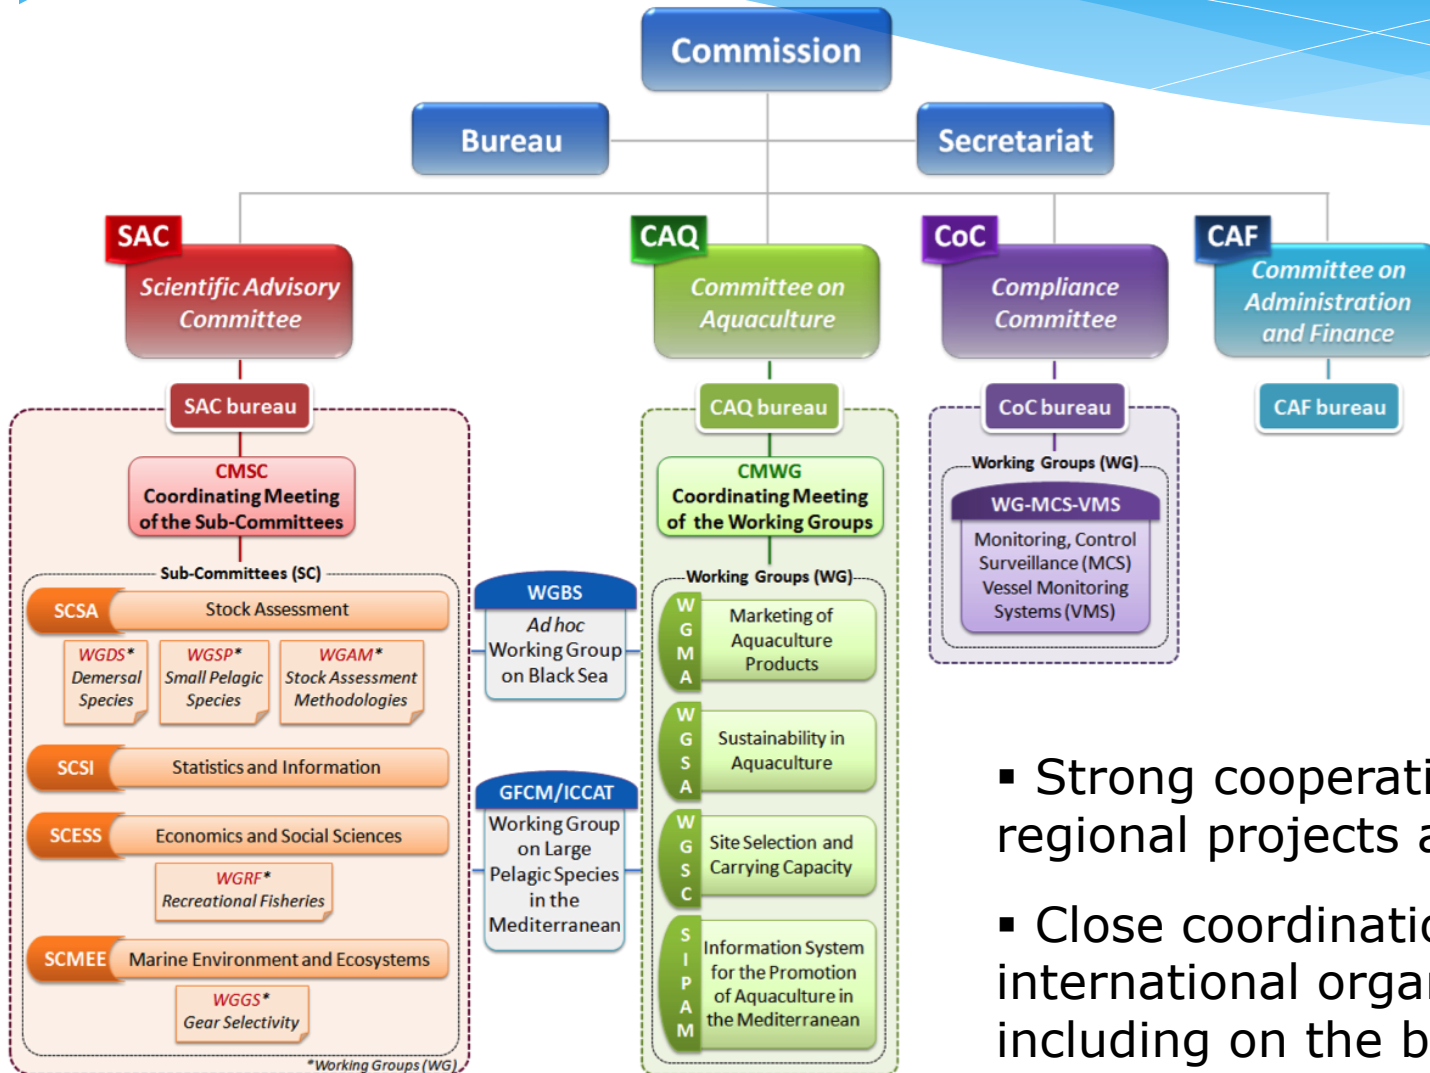 Commission
Bureau
Secretariat
SAC
Scientific Advisory
Committee
CAQ
Committee on
Aquaculture
CoC
Compliance
Committee
CAF
Committee on
Administration
and Finance
SAC bureau
CAQ bureau
CoC bureau
CAF bureau
CMSC
Coordinating Meeting
of the Sub-Committees
Sub-Committees (SC)
SCSA
Stock Assessment
WGDS*
Demersal
Species
WGSP*
Small Pelagic
Species
WGAM*
Stock Assessment
Methodologies
SCSI
Statistics and Information
SCESS
Economics and Social Sciences
WGRF*
Recreational Fisheries
SCMEE
Marine Environment and Ecosystems
WGGS*
Gear Selectivity
*Working Groups (WG)
WGBS
Ad hoc
Working Group
on Black Sea
GFCM/ICCAT
Working Group
on Large
Pelagic Species
in the
Mediterranean
CMWG
Coordinating Meeting
of the Working Groups
Working Groups (WG)
WGMA
Marketing of
Aquaculture
Products
WGSA
Sustainability in
Aquaculture
WGSC
Site Selection and
Carrying Capacity
SIPAM
Information System
for the Promotion
of Aquaculture in
the Mediterranean
Working Groups (WG)
WG-MCS-VMS
Monitoring, Control
Surveillance (MCS)
Vessel Monitoring
Systems (VMS)
▪ Strong cooperati
regional projects a
▪ Close coordinatio
international organ
including on the b